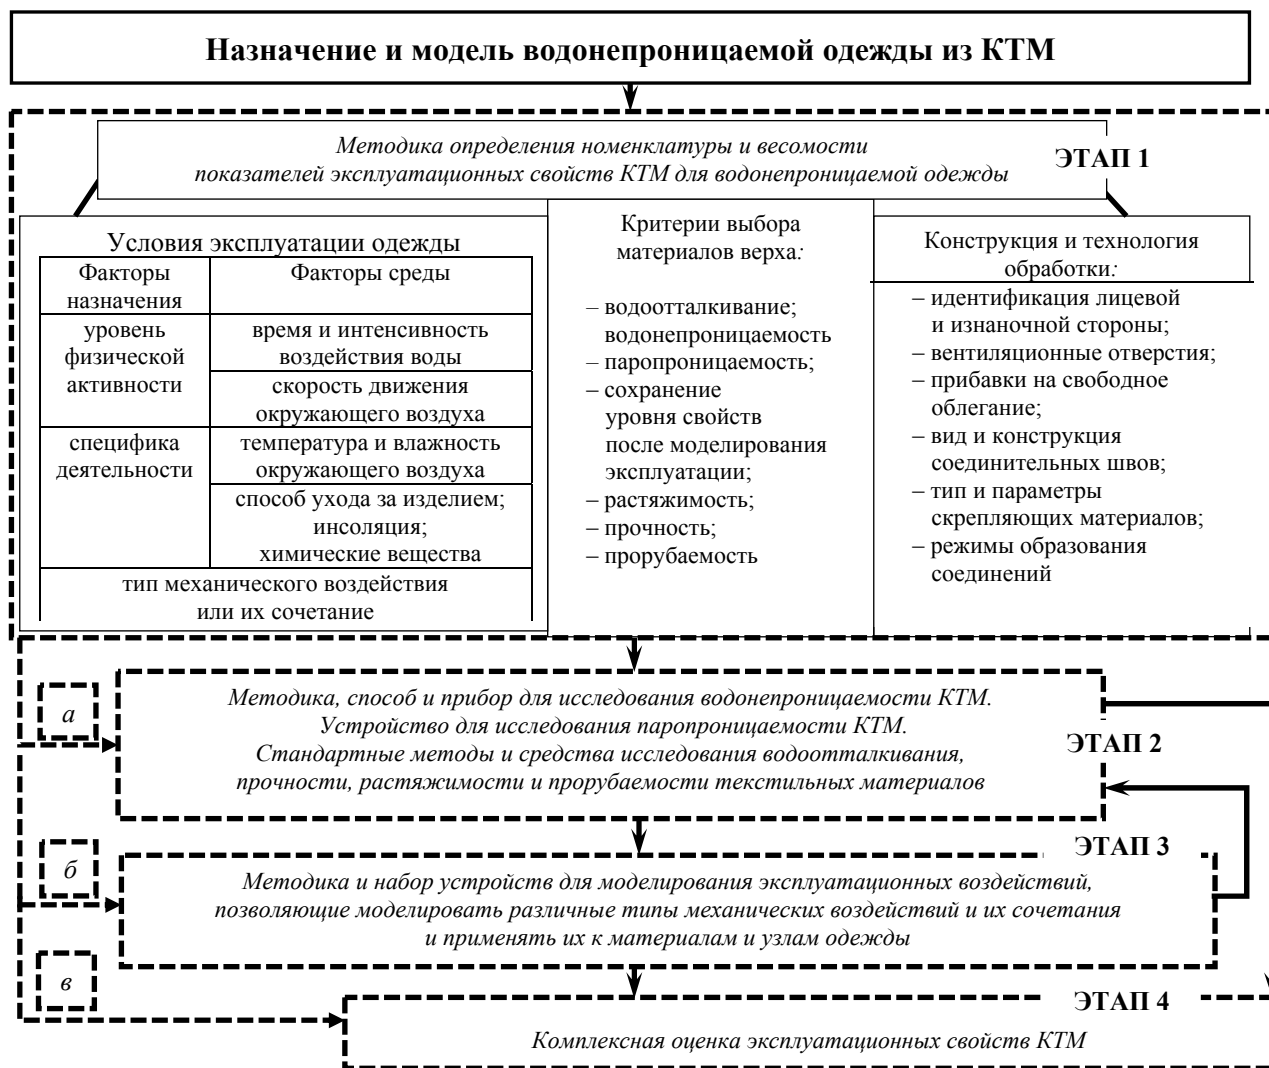 Назначение и модель водонепроницаемой одежды из КТМ
Методика определения номенклатуры и весомости
показателей эксплуатационных свойств КТМ для водонепроницаемой одежды
ЭТАП 1
Условия эксплуатации одежды
Факторы
назначения
Факторы среды
уровень
физической
активности
время и интенсивность
воздействия воды
скорость движения
окружающего воздуха
специфика
деятельности
температура и влажность
окружающего воздуха
способ ухода за изделием;
инсоляция;
химические вещества
тип механического воздействия
или их сочетание
Критерии выбора
материалов верха:
– водоотталкивание;
водонепроницаемость
– паропроницаемость;
– сохранение
уровня свойств
после моделирования
эксплуатации;
– растяжимость;
– прочность;
– прорубаемость
Конструкция и технология
обработки:
– идентификация лицевой
и изнаночной стороны;
– вентиляционные отверстия;
– прибавки на свободное
облегание;
– вид и конструкция
соединительных швов;
– тип и параметры
скрепляющих материалов;
– режимы образования
соединений
а
Методика, способ и прибор для исследования водонепроницаемости КТМ.
Устройство для исследования паропроницаемости КТМ.
Стандартные методы и средства исследования водоотталкивания,
прочности, растяжимости и прорубаемости текстильных материалов
ЭТАП 2
б
ЭТАП 3
Методика и набор устройств для моделирования эксплуатационных воздействий,
позволяющие моделировать различные типы механических воздействий и их сочетания
и применять их к материалам и узлам одежды
в
ЭТАП 4
Комплексная оценка эксплуатационных свойств КТМ